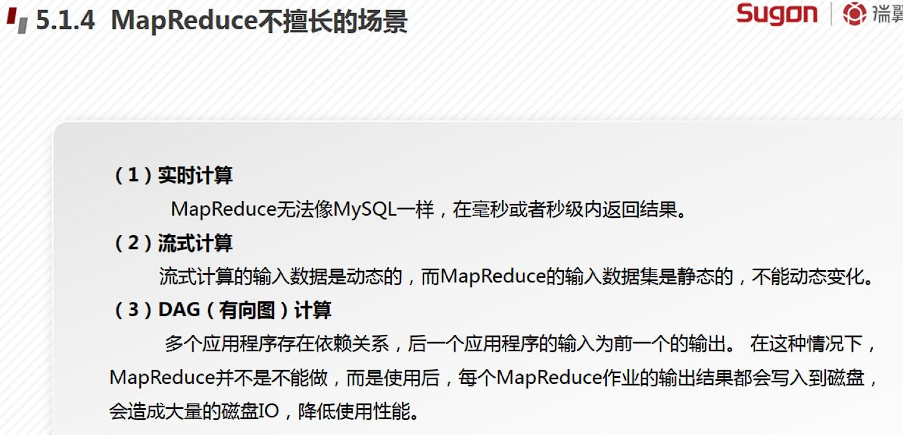 5.1.4 MapReduce不擅长的场景
Sugon
瑞翼
（1）实时计算
MapReduce无法像MySQL一样，在毫秒或者秒级内返回结果。
（2）流式计算
流式计算的输入数据是动态的，而MapReduce的输入数据集是静态的，不能动态变化。
（3）DAG（有向图）计算
多个应用程序存在依赖关系，后一个应用程序的输入为前一个的输出。 在这种情况下，
MapReduce并不是不能做，而是使用后，每个MapReduce作业的输出结果都会写入到磁盘，
会造成大量的磁盘IO，降低使用性能。